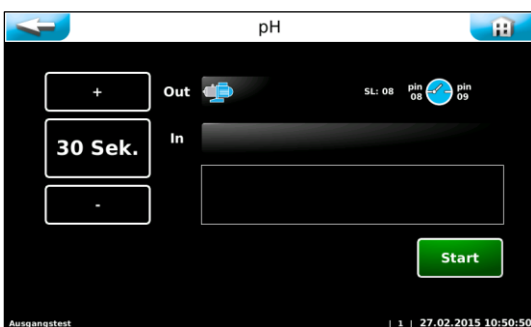 pH
+
Out
SL: 08
pin 08
pin 09
30 Sek.
In
-
Start
Ausgangstest
| 1 | 27.02.2015 10:50:50